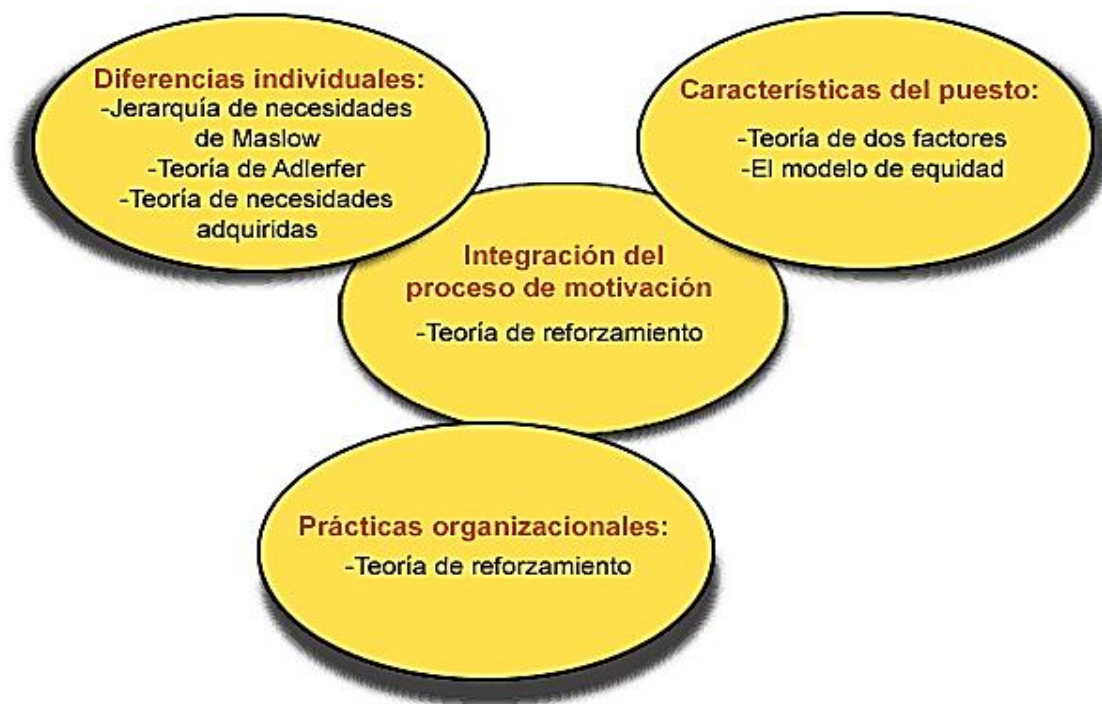 Diferencias individuales:
-Jerarquía de necesidades
de Maslow
-Teoría de Adlerfer
-Teoría de necesidades
adquiridas
Características del puesto:
-Teoría de dos factores
-El modelo de equidad
Integración del
proceso de motivación
-Teoría de reforzamiento
Prácticas organizacionales:
-Teoría de reforzamiento